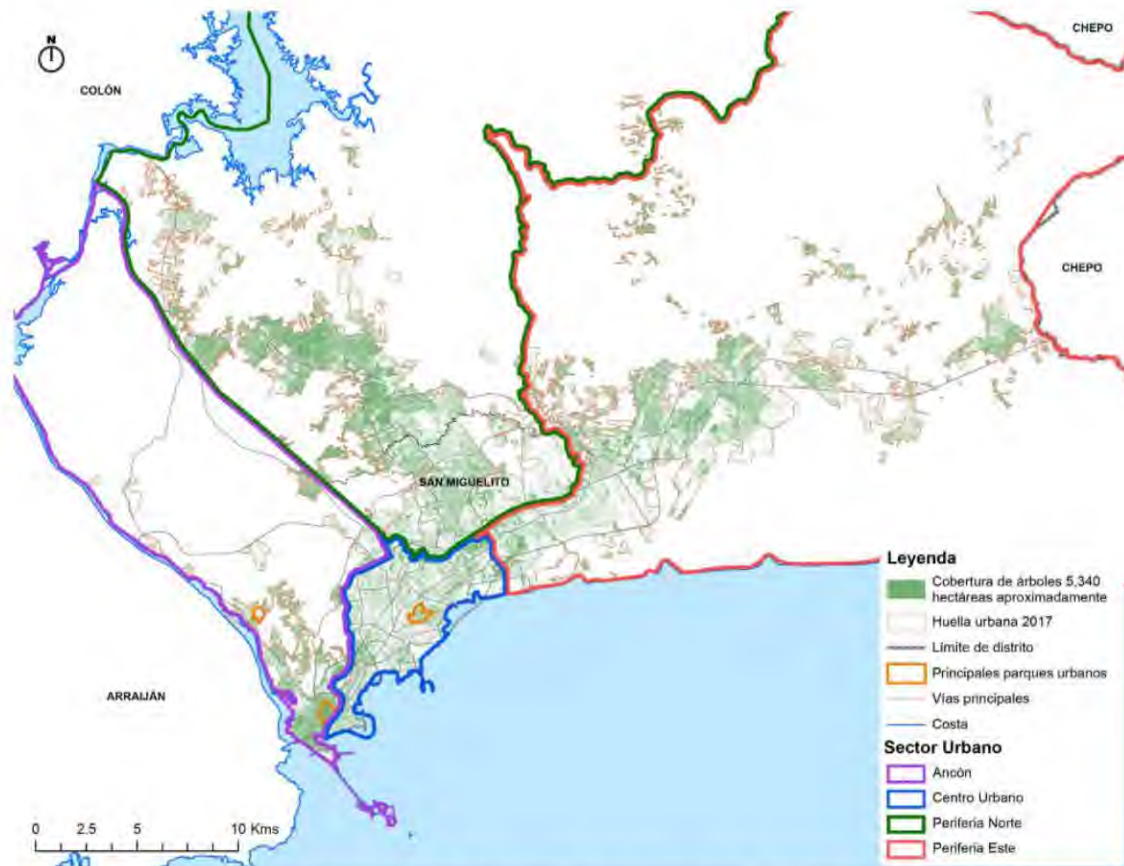 N
COLÓN
CHEPO
CHEPO
SAN MIGUELITO
ARRAIJÁN
0 2.5 5 10 Kms
Leyenda
Cobertura de árboles 5,340
hectáreas aproximadamente
Huella urbana 2017
Límite de distrito
Principales parques urbanos
Vías principales
Costa
Sector Urbano
Ancón
Centro Urbano
Periferia Norte
Periferia Este